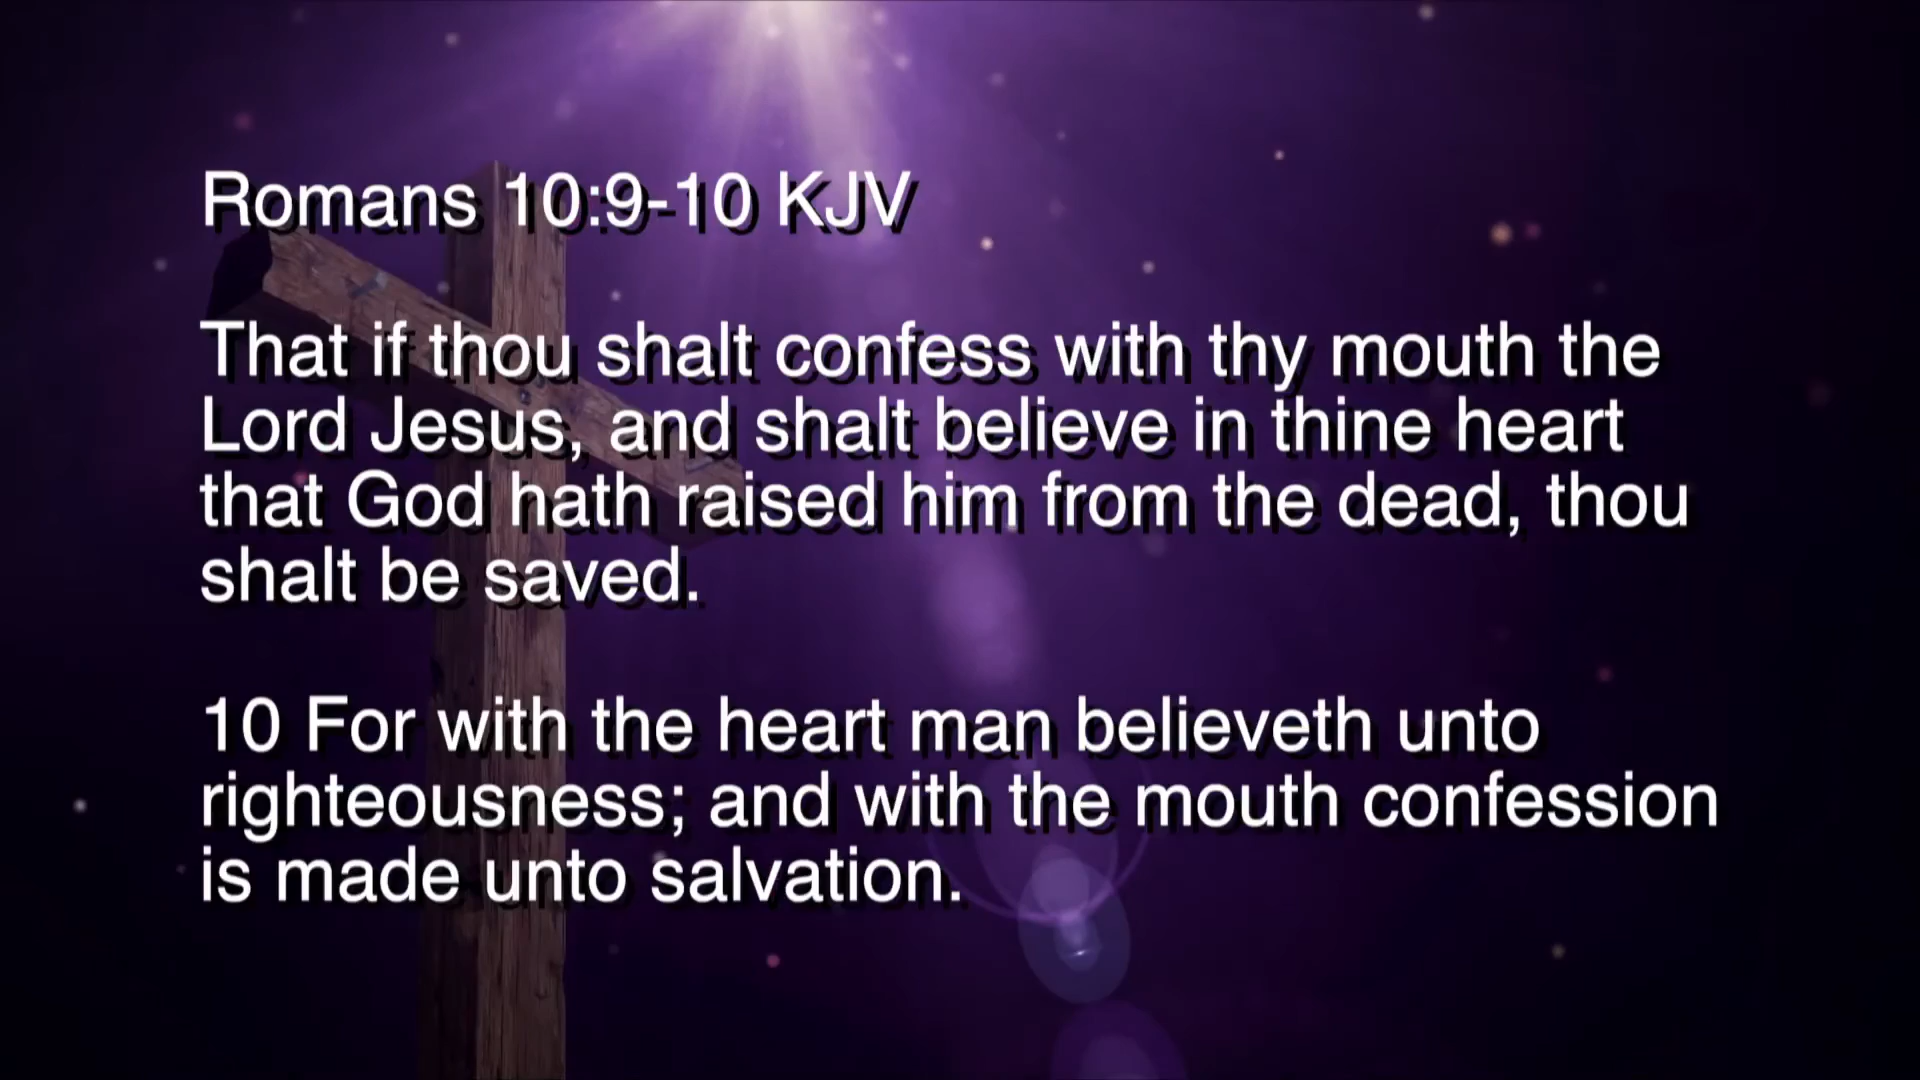 Romans 10:9-10 KJV
That if thou shalt confess with thy mouth the
Lord Jesus, and shalt believe in thine heart
that God hath raised him from the dead, thou
shalt be saved.
10 For with the heart man believeth unto
righteousness; and with the mouth confession
is made unto salvation.